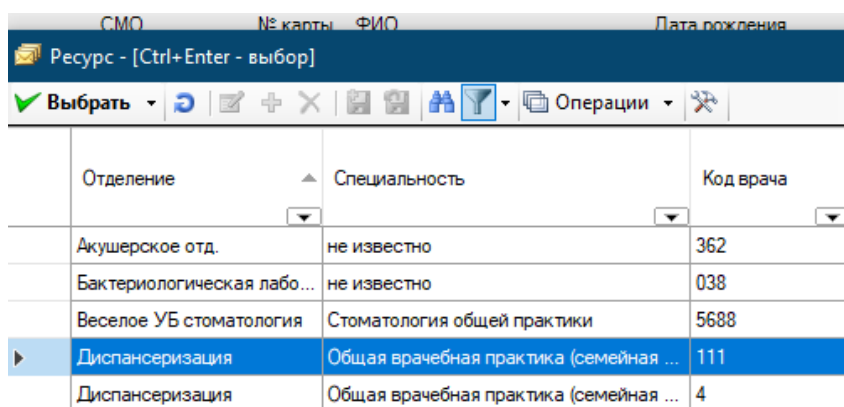 СМО № карты ФИО Дата рождения
Ресурс - [Ctrl+Enter - выбор]
Выбрать Операции
Отделение Специальность Код врача
Акушерское отд. не известно 362
Бактериологическая лабо... не известно 038
Веселое УБ стоматология Стоматология общей практики 5688
Диспансеризация Общая врачебная практика (семейная ... 111
Диспансеризация Общая врачебная практика (семейная ... 4